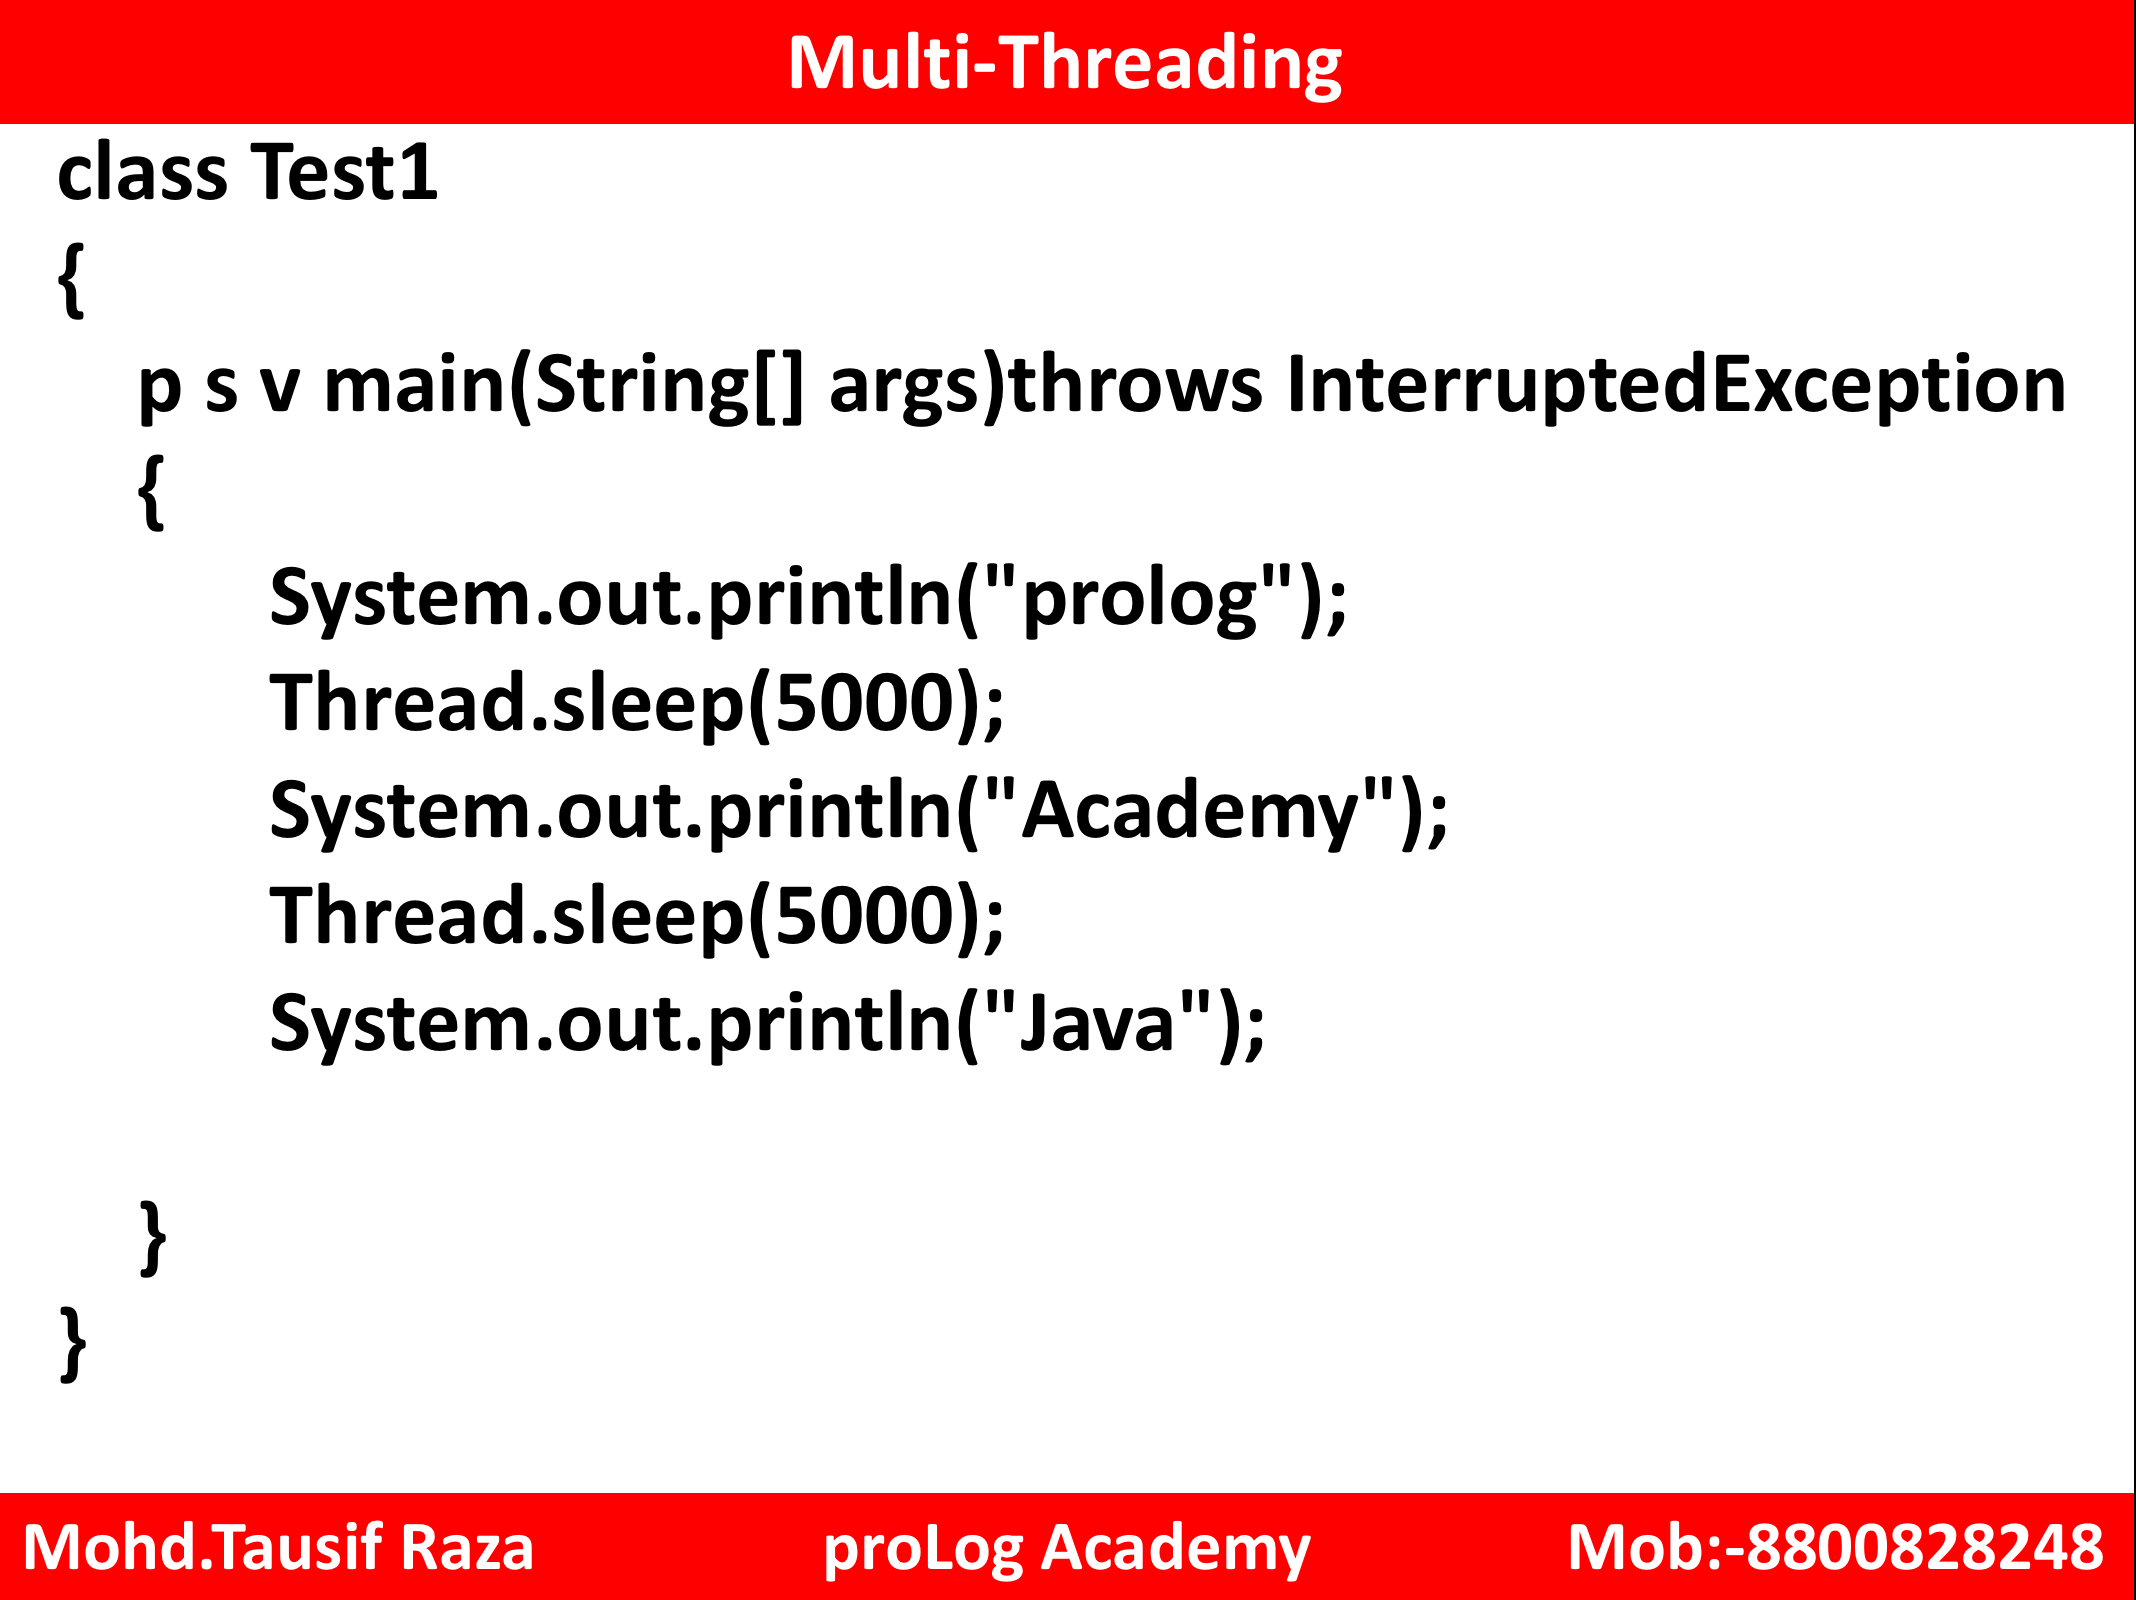 Multi-Threading
class Test1
{
p s v main(String[] args)throws InterruptedException
{
System.out.println("prolog");
Thread.sleep(5000);
System.out.println("Academy");
Thread.sleep(5000);
System.out.println("Java");
}
}
Mohd.Tausif Raza proLog Academy Mob:-8800828248